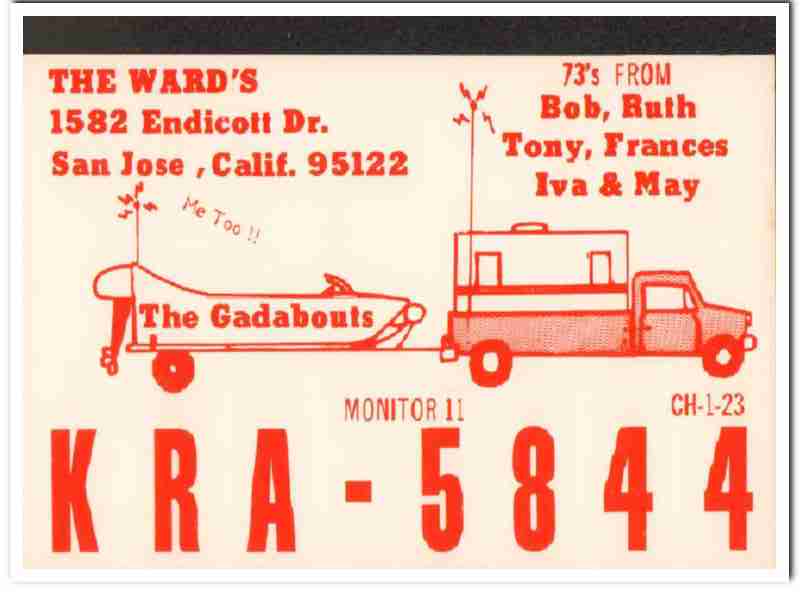 THE WARD'S
1582 Endicott Dr.
San Jose , Calif. 95122
73's FROM
Bob, Ruth
Tony, Frances
Iva & May
Me Too !!
The Gadabouts
MONITOR 11
CH-1-23
KRA-5844